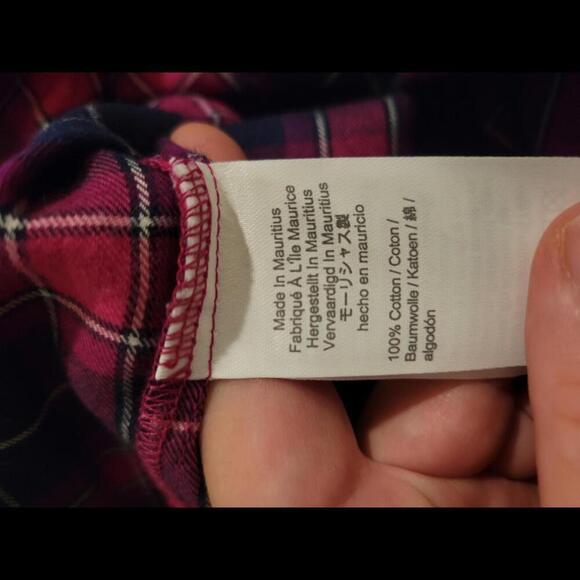 Made In Mauritius
Fabriqué À L'Île Maurice
Hergestellt In Mauritius
Vervaardigd In Mauritius
モーリシャス製
hecho en mauricio
100% Cotton / Coton /
Baumwolle / Katoen / 綿 /
algodón